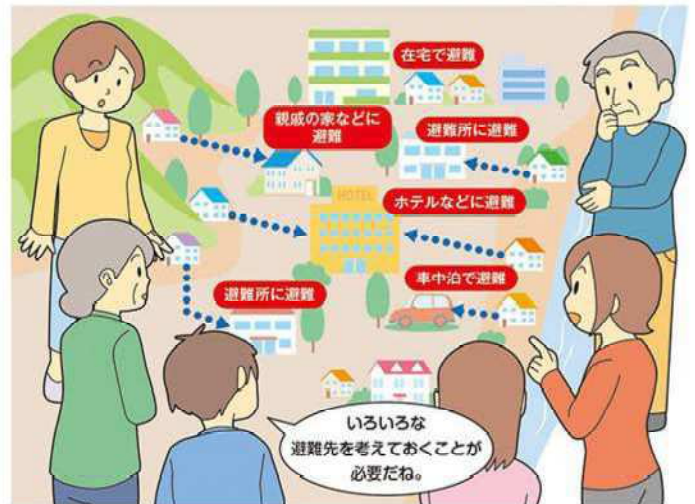 在宅で避難
親戚の家などに
避難
避難所に避難
HOTEL
ホテルなどに避難
避難所に避難
車中泊で避難
いろいろな
避難先を考えておくことが
必要だね。